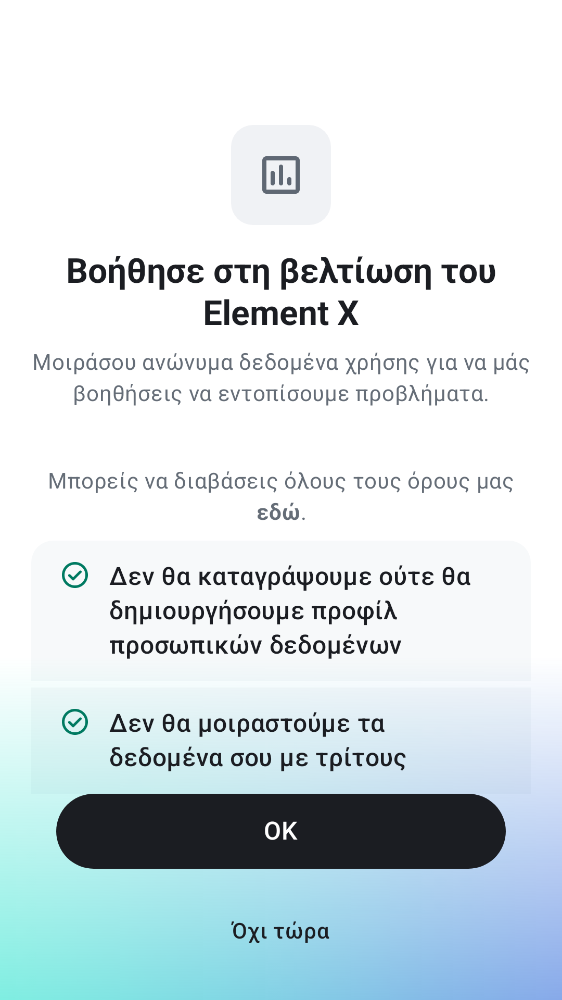 Βοήθησε στη βελτίωση του
Element X
Μοιράσου ανώνυμα δεδομένα χρήσης για να μάς
βοηθήσεις να εντοπίσουμε προβλήματα.
Μπορείς να διαβάσεις όλους τους όρους μας
εδώ.
Δεν θα καταγράψουμε ούτε θα
δημιουργήσουμε προφίλ
προσωπικών δεδομένων
Δεν θα μοιραστούμε τα
δεδομένα σου με τρίτους
OK
Όχι τώρα